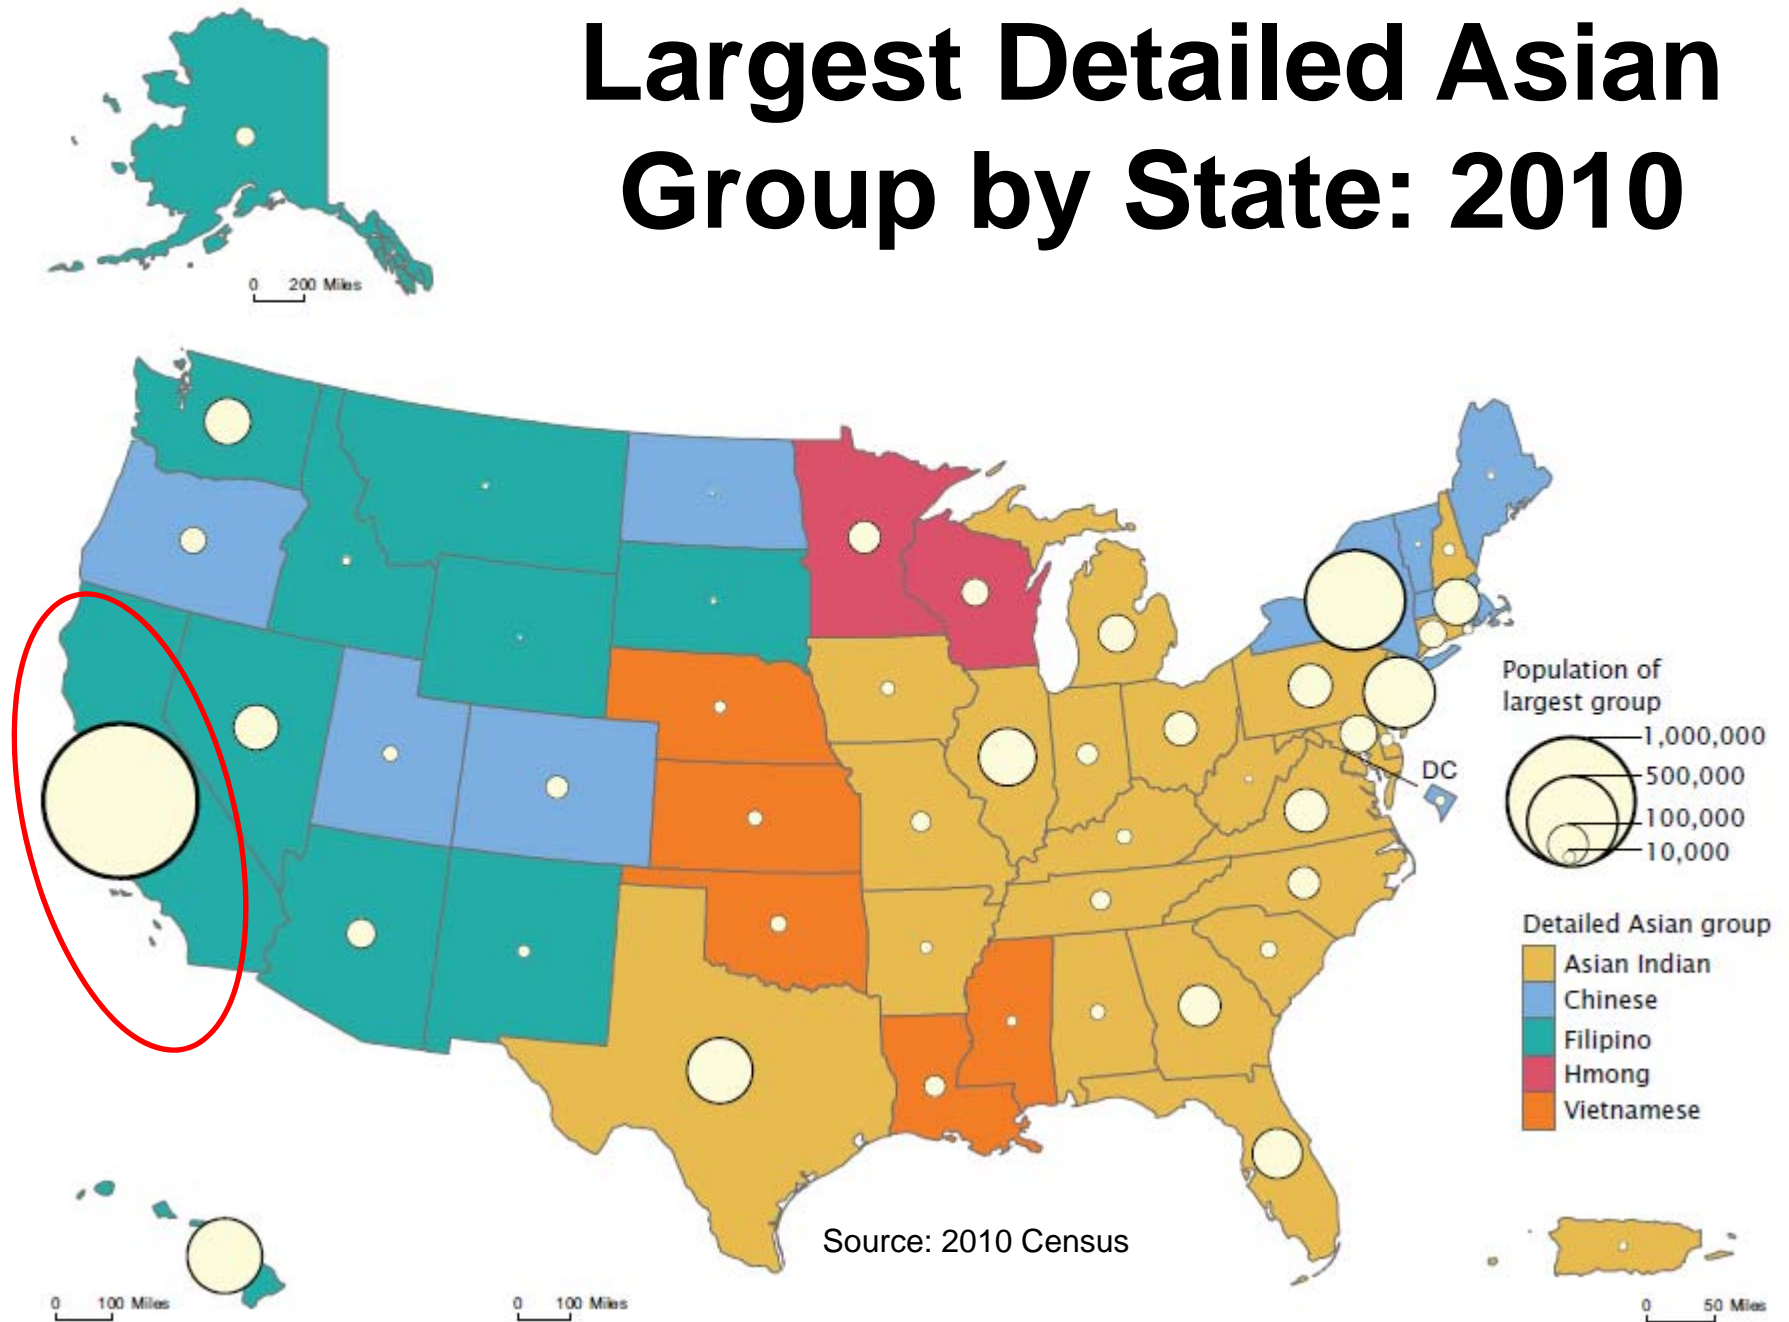 Largest Detailed Asian
Group by State: 2010
0 200 Miles
Population of
largest group
1,000,000
500,000
100,000
10,000
DC
Detailed Asian group
Asian Indian
Chinese
Filipino
Hmong
Vietnamese
Source: 2010 Census
0 100 Miles
0 100 Miles
0 50 Miles